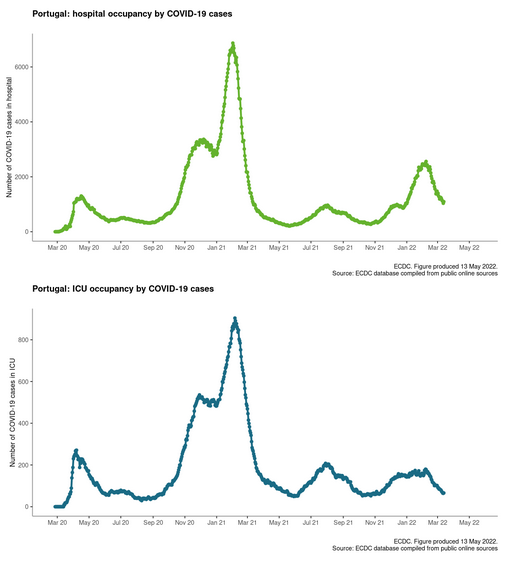 Portugal: hospital occupancy by COVID-19 cases
Number of COVID-19 cases in hospital
6000
4000
2000
0
Mar 20 May 20 Jul 20 Sep 20 Nov 20 Jan 21 Mar 21 May 21 Jul 21 Sep 21 Nov 21 Jan 22 Mar 22 May 22
ECDC. Figure produced 13 May 2022.
Source: ECDC database compiled from public online sources
Portugal: ICU occupancy by COVID-19 cases
Number of COVID-19 cases in ICU
800
600
400
200
0
Mar 20 May 20 Jul 20 Sep 20 Nov 20 Jan 21 Mar 21 May 21 Jul 21 Sep 21 Nov 21 Jan 22 Mar 22 May 22
ECDC. Figure produced 13 May 2022.
Source: ECDC database compiled from public online sources